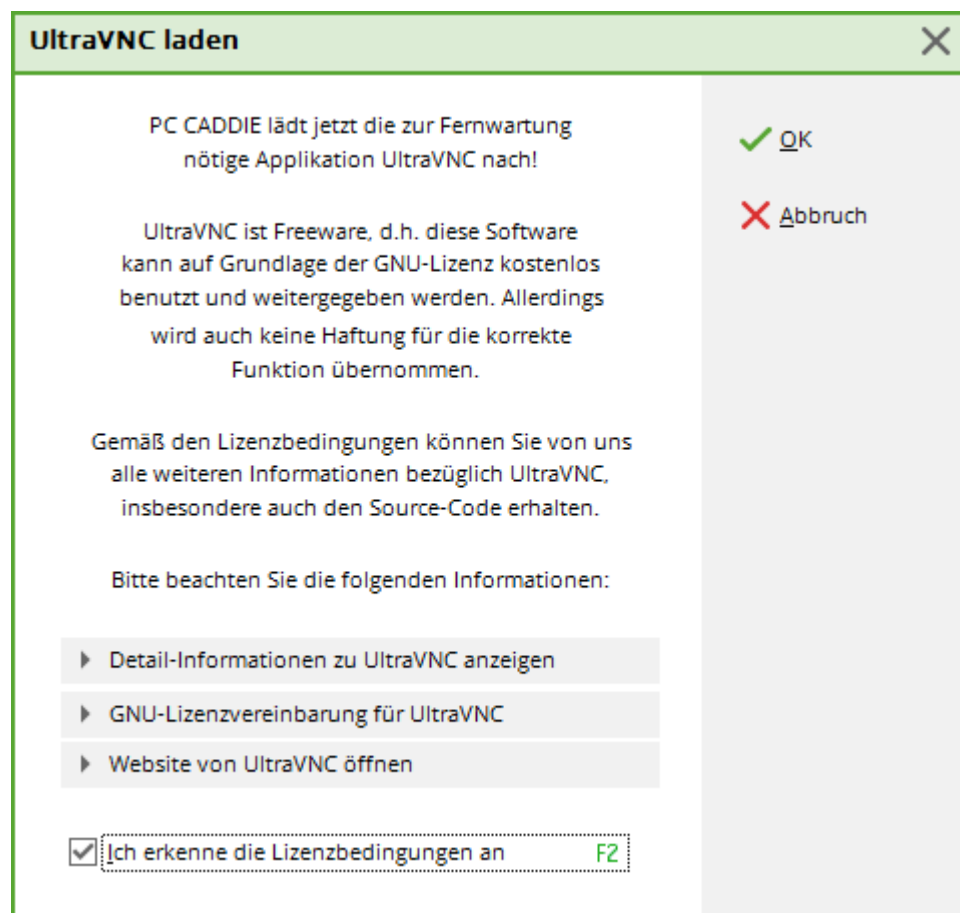 UltraVNC laden
PC CADDIE lädt jetzt die zur Fernwartung
nötige Applikation UltraVNC nach!
UltraVNC ist Freeware, d.h. diese Software
kann auf Grundlage der GNU-Lizenz kostenlos
benutzt und weitergegeben werden. Allerdings
wird auch keine Haftung für die korrekte
Funktion übernommen.
Gemäß den Lizenzbedingungen können Sie von uns
alle weiteren Informationen bezüglich UltraVNC,
insbesondere auch den Source-Code erhalten.
Bitte beachten Sie die folgenden Informationen:
Detail-Informationen zu UltraVNC anzeigen
GNU-Lizenzvereinbarung für UltraVNC
Website von UltraVNC öffnen
Ich erkenne die Lizenzbedingungen an F2
OK
Abbruch